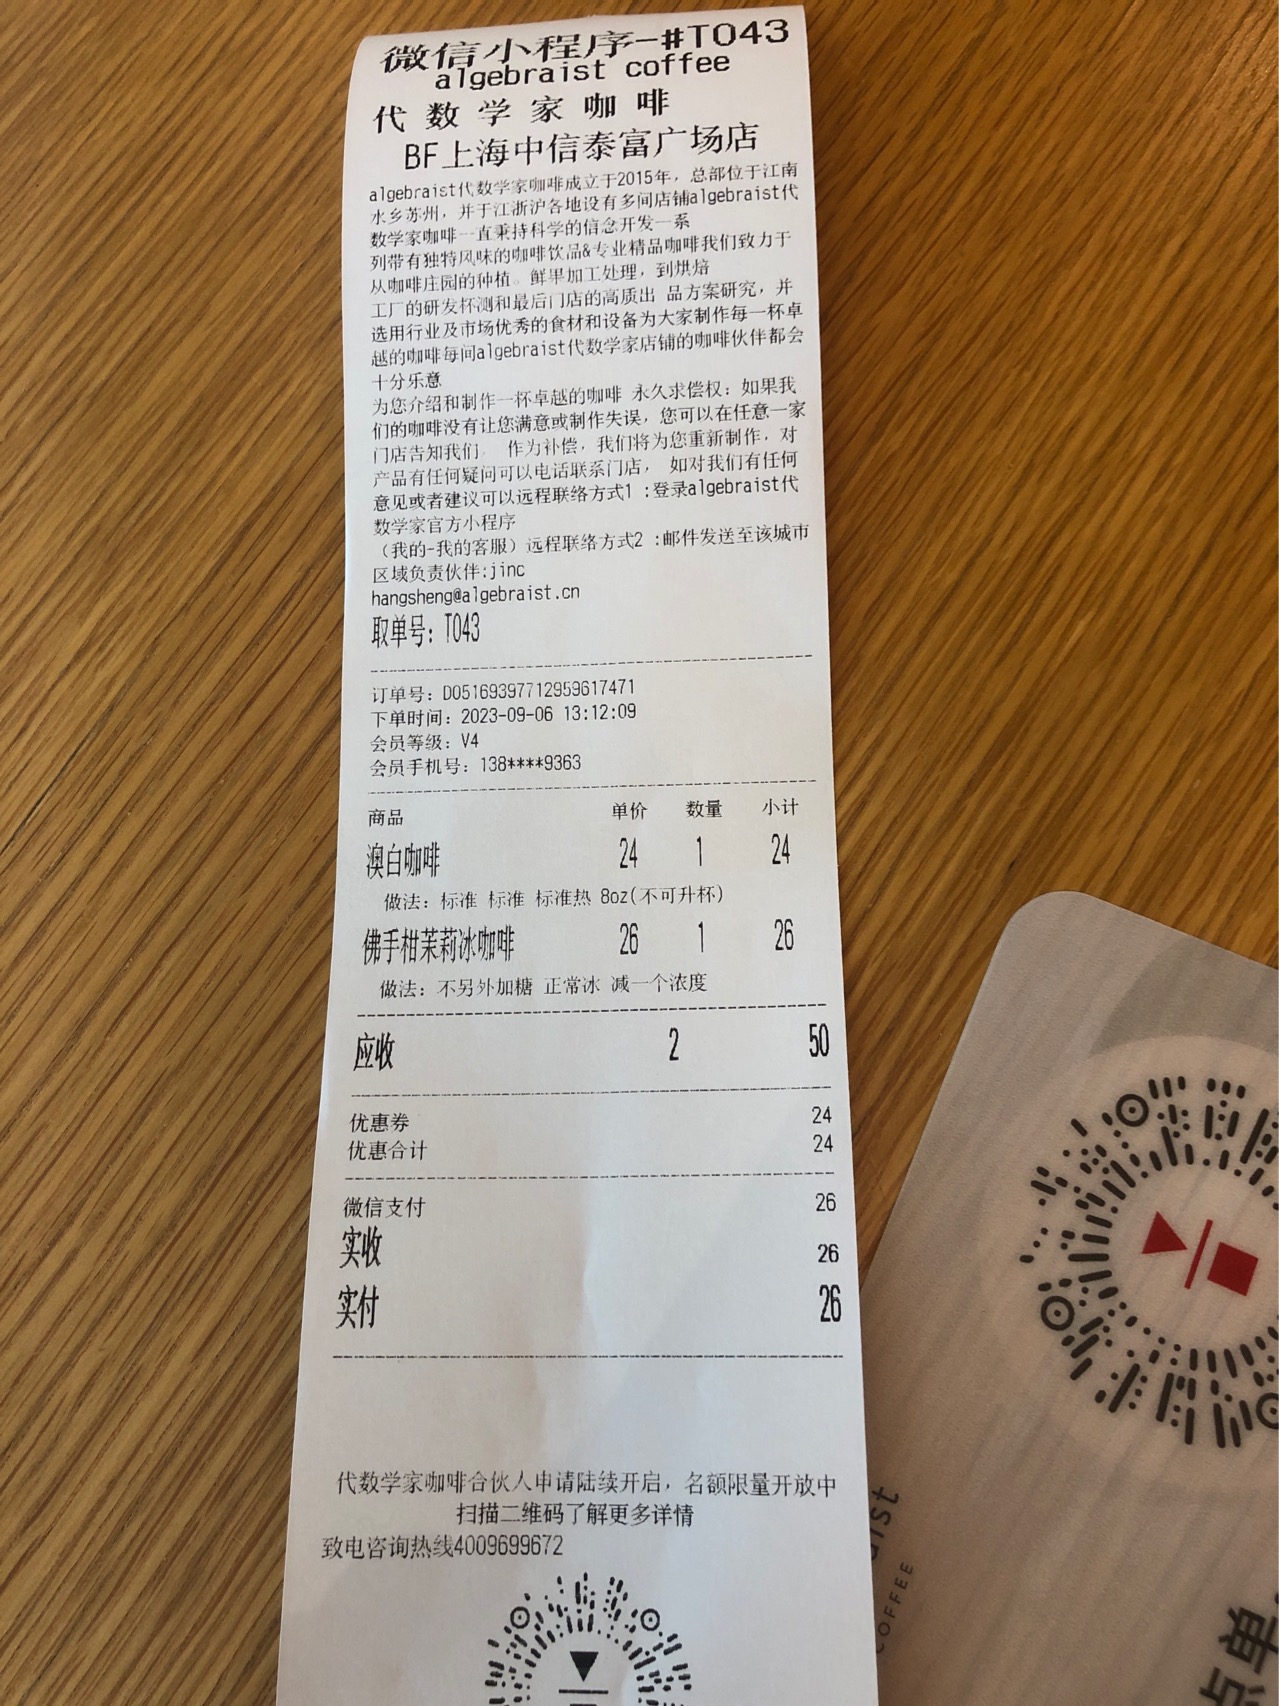 微信小程序-#T043
algebraist coffee
代数学家咖啡
BF上海中信泰富广场店
algebraist代数学家咖啡成立于2015年，总部位于江南
水乡苏州，并于江浙沪各地设有多间店铺algebraist代
数学家咖啡一直秉持科学的信念开发一系
列带有独特风味的咖啡饮品&专业精品咖啡我们致力于
从咖啡庄园的种植。鲜果加工处理，到烘焙
工厂的研发杯测和最后门店的高质出 品方案研究，并
选用行业及市场优秀的食材和设备为大家制作每一杯卓
越的咖啡每间algebraist代数学家店铺的咖啡伙伴都会
十分乐意
为您介绍和制作一杯卓越的咖啡 永久求偿权：如果我
们的咖啡没有让您满意或制作失误，您可以在任意一家
门店告知我们． 作为补偿，我们将为您重新制作，对
产品有任何疑问可以电话联系门店， 如对我们有任何
意见或者建议可以远程联络方式1 :登录algebraist代
数学家官方小程序
（我的-我的客服）远程联络方式2 :邮件发送至该城市
区域负责伙伴:jinc
hangsheng@algebraist.cn
取单号：T043
订单号：D05169397712959617471
下单时间：2023-09-06 13:12:09
会员等级：V4
会员手机号：138****9363
商品 单价 数量 小计
澳白咖啡 24 1 24
做法：标准 标准 标准热 8oz(不可升杯)
佛手柑茉莉冰咖啡 26 1 26
做法：不另外加糖 正常冰 减一个浓度
应收 2 50
优惠券 24
优惠合计 24
微信支付 26
实收 26
实付 26
代数学家咖啡合伙人申请陆续开启，名额限量开放中
扫描二维码了解更多详情
致电咨询热线4009699672
COFFEE